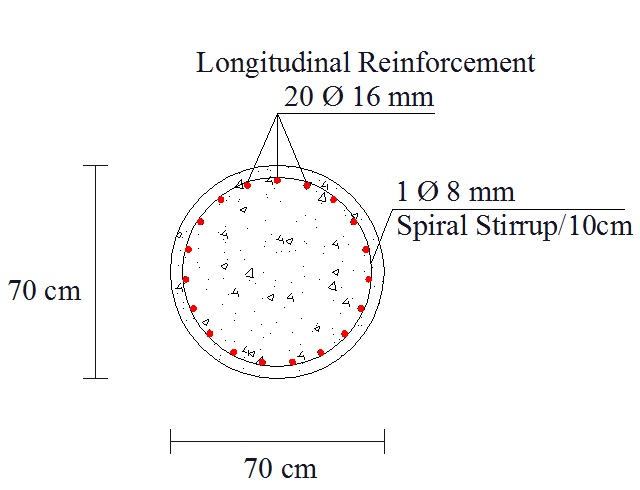 Longitudinal Reinforcement
20 Ø 16 mm
1 Ø 8 mm
Spiral Stirrup/10cm
70 cm
70 cm